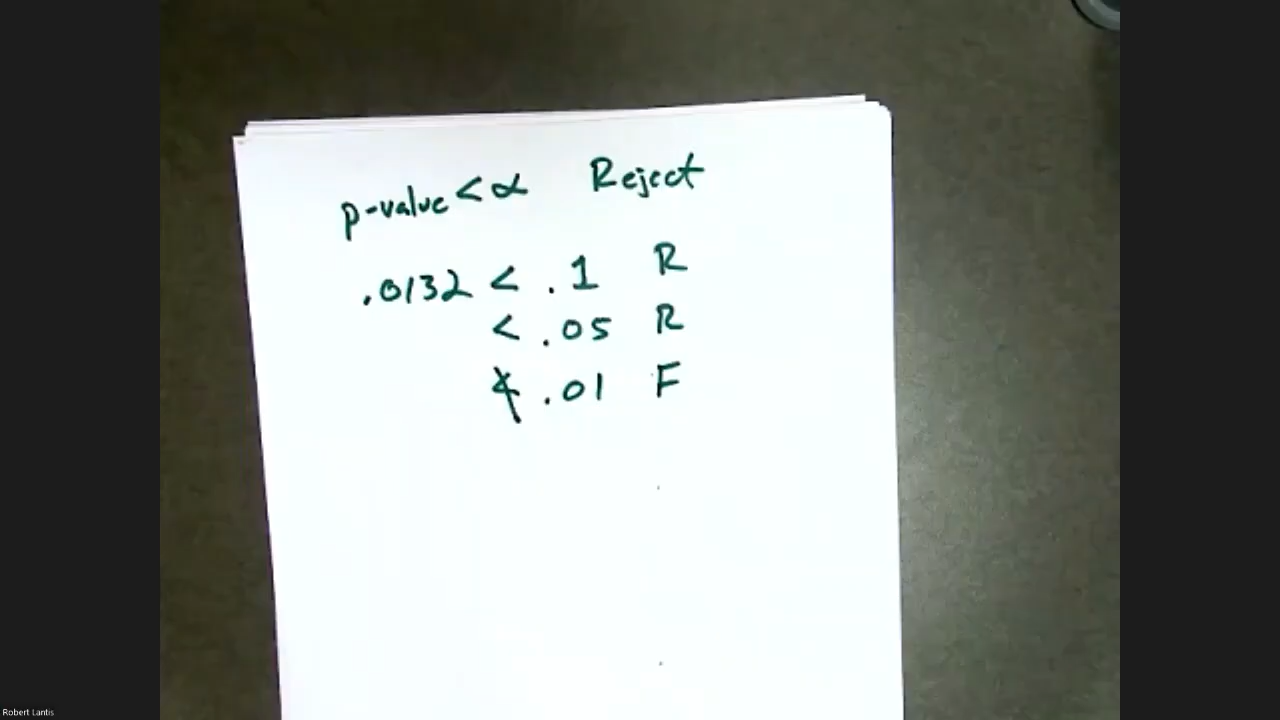 p-value < α Reject
.0132 < .1 R
< .05 R
≮ .01 F
Robert Lantis